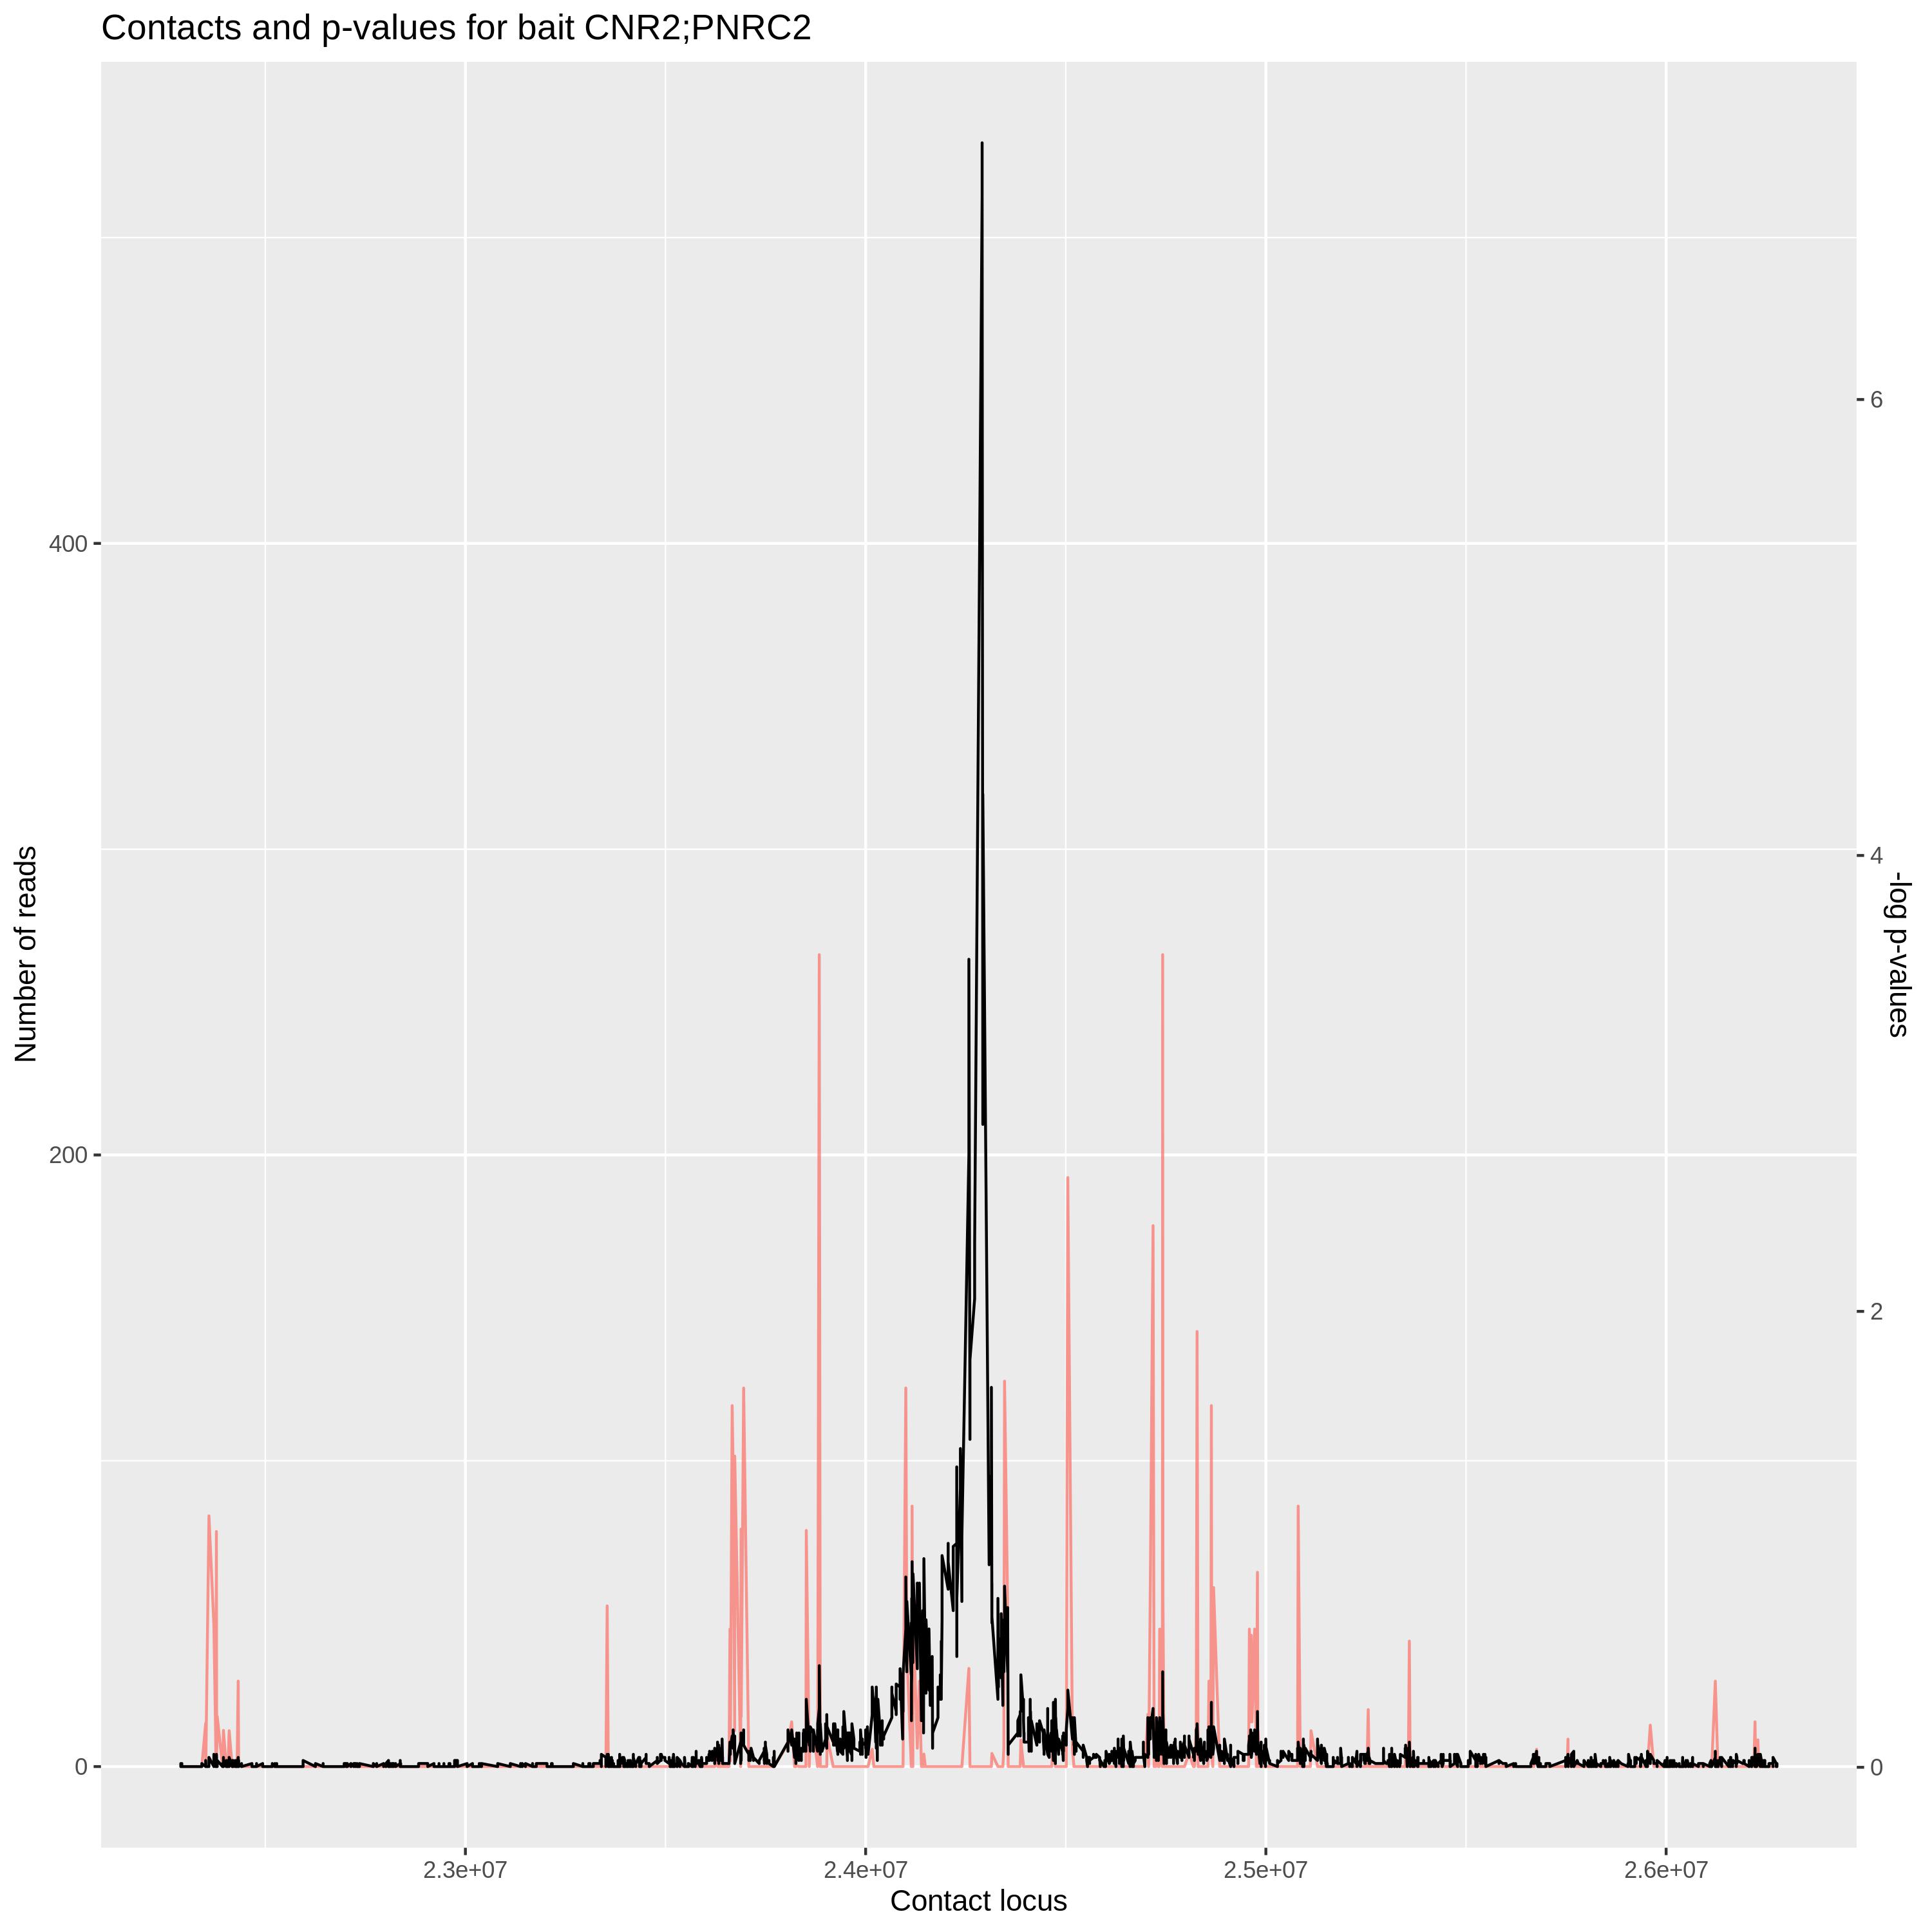 Contacts and p-values for bait CNR2;PNRC2
Number of reads
400
200
0
6
4
2
0
-log p-values
2.3e+07 2.4e+07 2.5e+07 2.6e+07
Contact locus